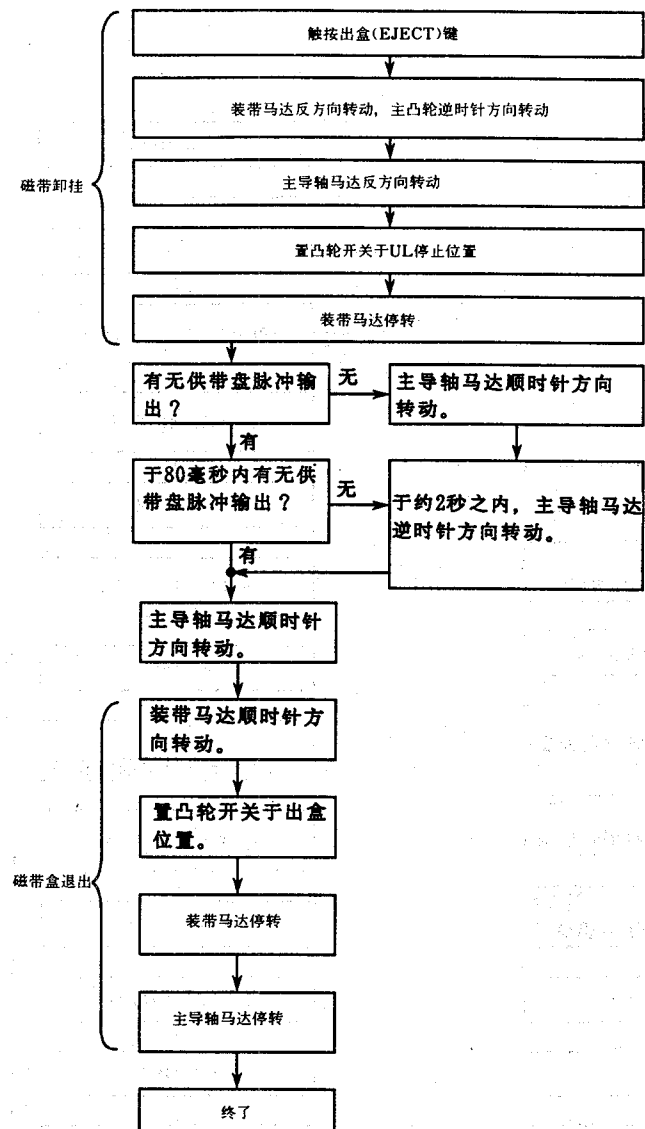 触按出盒(EJECT)键
装带马达反方向转动，主凸轮逆时针方向转动
磁带卸挂
主导轴马达反方向转动
置凸轮开关于UL停止位置
装带马达停转
有无供带盘脉冲输
出？
无
主导轴马达顺时针方向
转动。
有
于80毫秒内有无供
带盘脉冲输出？
无
于约2秒之内，主导轴马达
逆时针方向转动。
有
主导轴马达顺时针
方向转动。
装带马达顺时针方
向转动。
置凸轮开关于出盒
位置。
磁带盒退出
装带马达停转
主导轴马达停转
终了